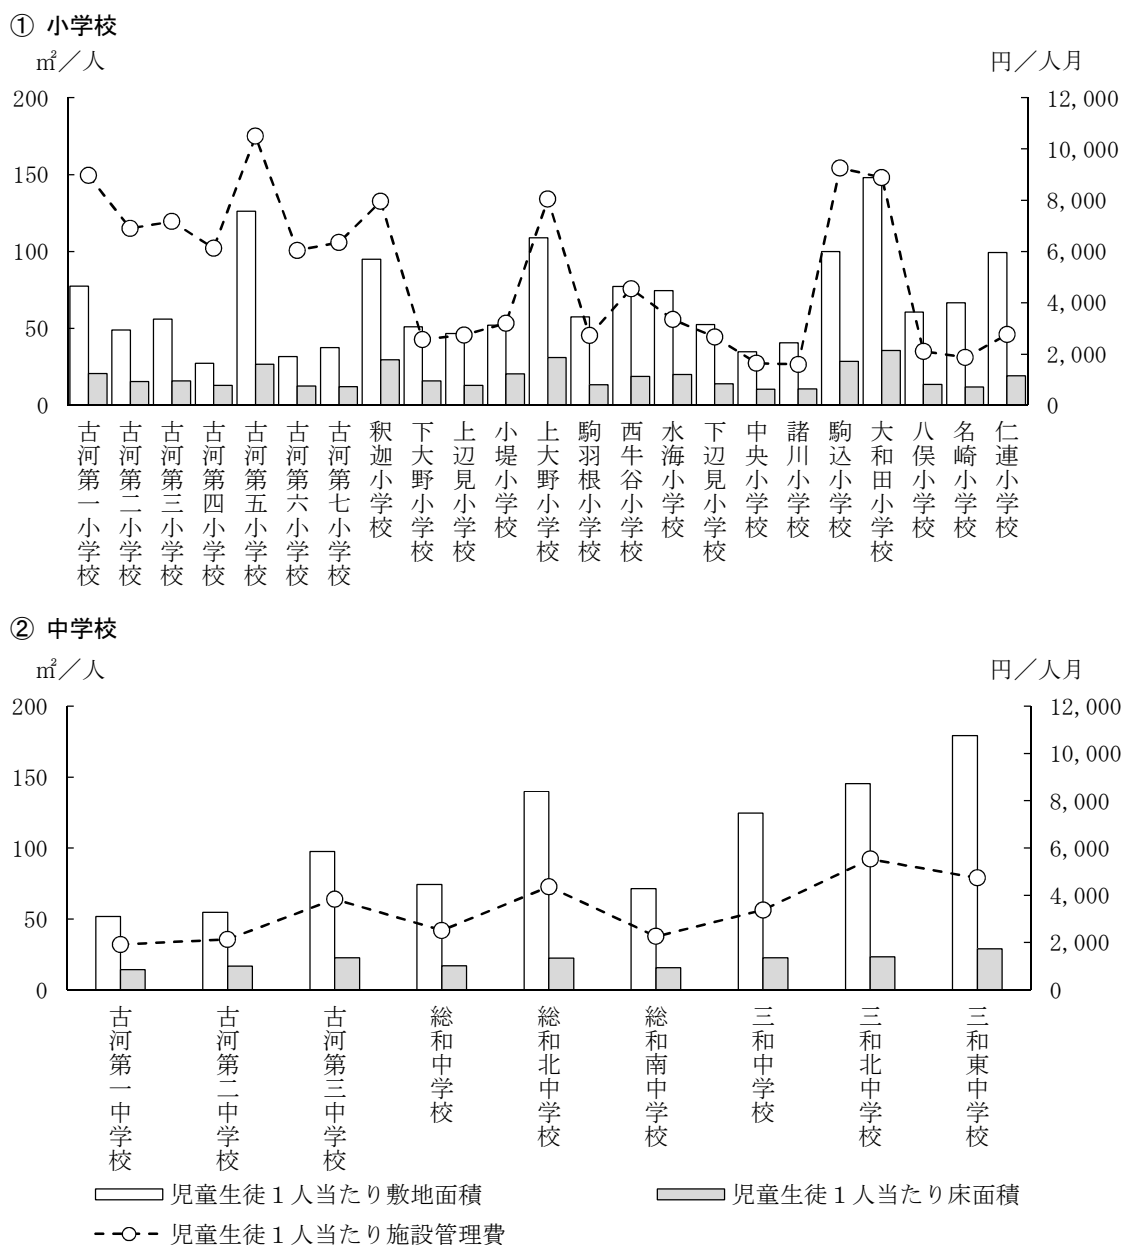 ① 小学校
㎡／人
円／人月
200
150
100
50
0
12,000
10,000
8,000
6,000
4,000
2,000
0
古河第一小学校
古河第二小学校
古河第三小学校
古河第四小学校
古河第五小学校
古河第六小学校
古河第七小学校
釈迦小学校
下大野小学校
上辺見小学校
小堤小学校
上大野小学校
駒羽根小学校
西牛谷小学校
水海小学校
下辺見小学校
中央小学校
諸川小学校
駒込小学校
大和田小学校
八俣小学校
名崎小学校
仁連小学校
② 中学校
㎡／人
円／人月
200
150
100
50
0
12,000
10,000
8,000
6,000
4,000
2,000
0
古河第一中学校
古河第二中学校
古河第三中学校
総和中学校
総和北中学校
総和南中学校
三和中学校
三和北中学校
三和東中学校
児童生徒１人当たり敷地面積
児童生徒１人当たり床面積
児童生徒１人当たり施設管理費